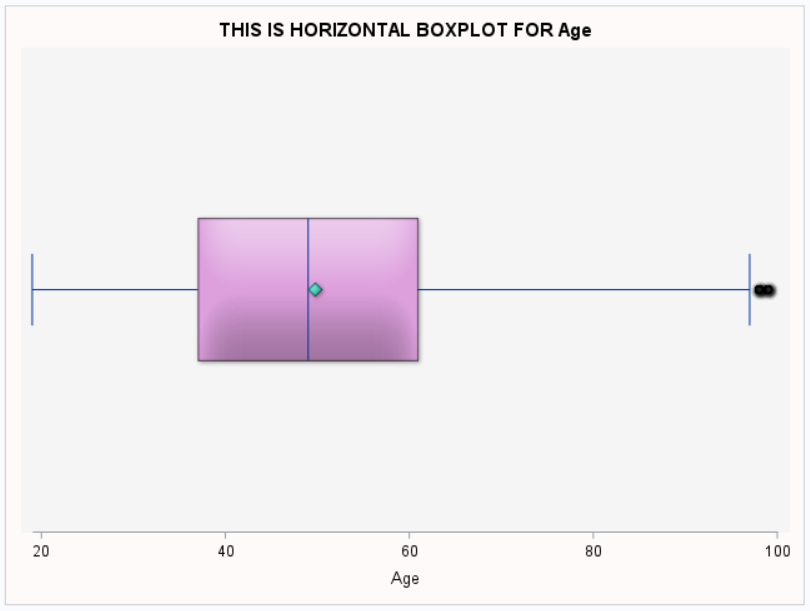 THIS IS HORIZONTAL BOXPLOT FOR Age
20 40 60 80 100
Age